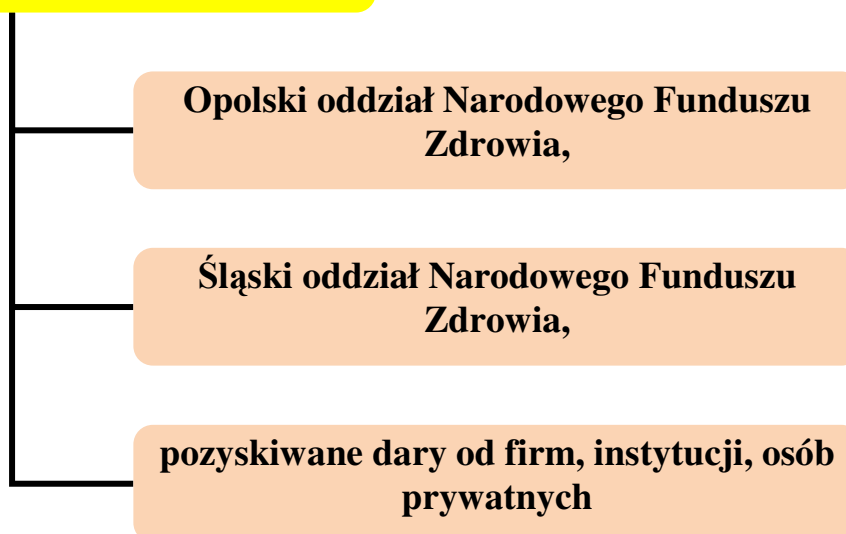 Opolski oddział Narodowego Funduszu
Zdrowia,
Śląski oddział Narodowego Funduszu
Zdrowia,
pozyskiwane dary od firm, instytucji, osób
prywatnych